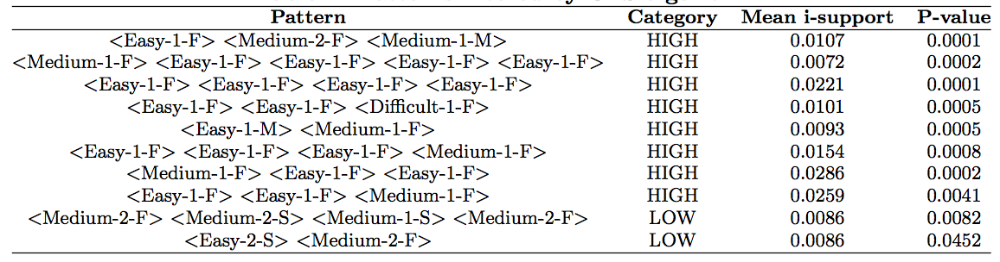 Pattern Category Mean i-support P-value
<Easy-1-F> <Medium-2-F> <Medium-1-M> HIGH 0.0107 0.0001
<Medium-1-F> <Easy-1-F> <Easy-1-F> <Easy-1-F> <Easy-1-F> HIGH 0.0072 0.0002
<Easy-1-F> <Easy-1-F> <Easy-1-F> <Easy-1-F> HIGH 0.0221 0.0001
<Easy-1-F> <Easy-1-F> <Difficult-1-F> HIGH 0.0101 0.0005
<Easy-1-M> <Medium-1-F> HIGH 0.0093 0.0005
<Easy-1-F> <Easy-1-F> <Easy-1-F> <Medium-1-F> HIGH 0.0154 0.0008
<Medium-1-F> <Easy-1-F> <Easy-1-F> HIGH 0.0286 0.0002
<Easy-1-F> <Easy-1-F> <Medium-1-F> HIGH 0.0259 0.0041
<Medium-2-F> <Medium-2-S> <Medium-1-S> <Medium-2-F> LOW 0.0086 0.0082
<Easy-2-S> <Medium-2-F> LOW 0.0086 0.0452